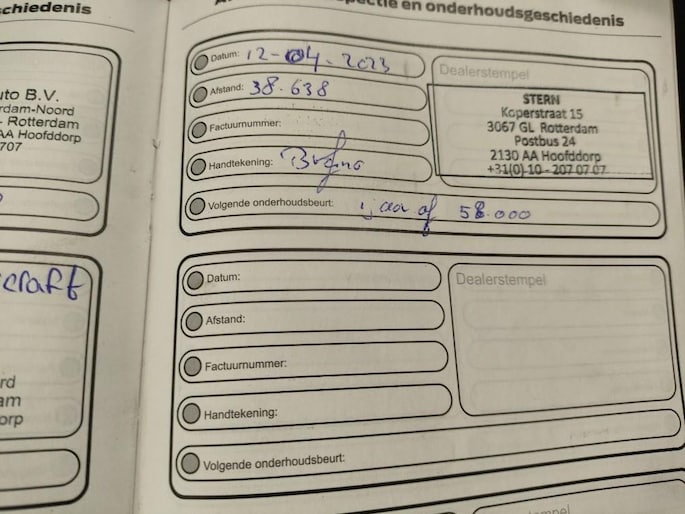 chiedenis
uto B.V.
rdam-Noord
- Rotterdam
AA Hoofddorp
707
craft
rd
am
orp
en onderhoudsgeschiedenis
Datum: 12-04-2023
Afstand: 38.638
Factuurnummer:
Handtekening:
Volgende onderhoudsbeurt: 1 jaar of 58.000
Dealerstempel
STERN
Koperstraat 15
3067 GL Rotterdam
Postbus 24
2130 AA Hoofddorp
+31(0)-10 - 207 07 07
Datum:
Afstand:
Factuurnummer:
Handtekening:
Volgende onderhoudsbeurt:
Dealerstempel
mpel